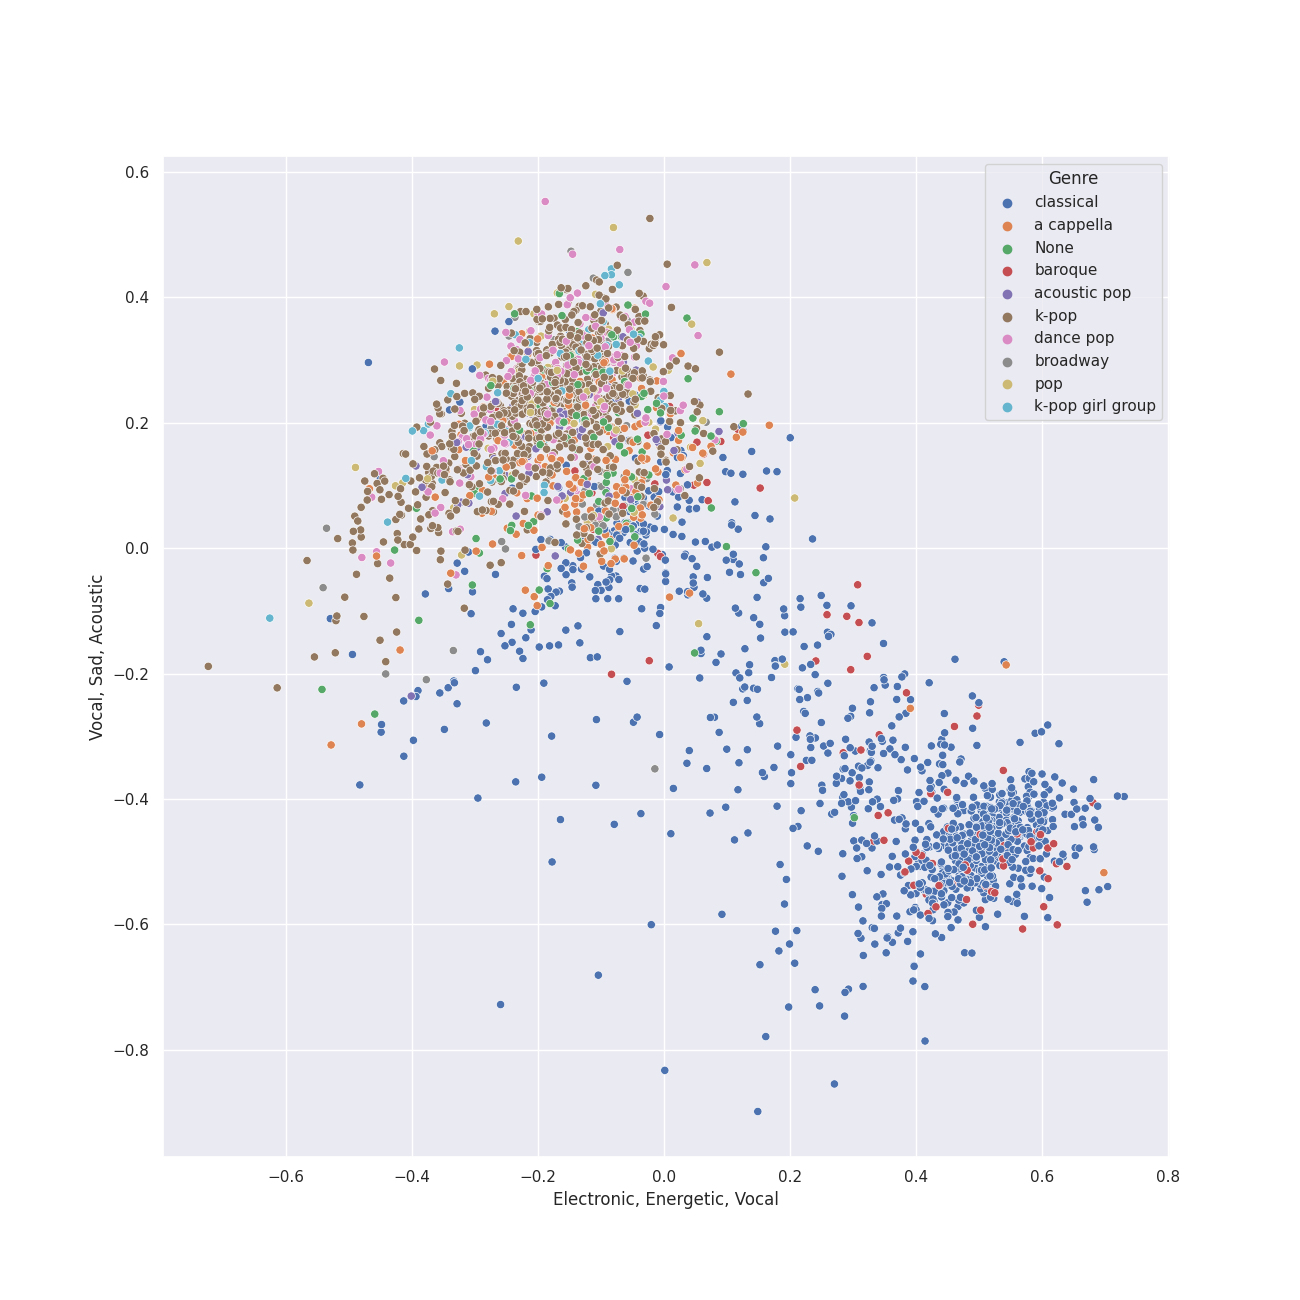 0.6
0.4
0.2
0.0
−0.2
−0.4
−0.6
−0.8
Vocal, Sad, Acoustic
Genre
classical
a cappella
None
baroque
acoustic pop
k-pop
dance pop
broadway
pop
k-pop girl group
−0.6 −0.4 −0.2 0.0 0.2 0.4 0.6 0.8
Electronic, Energetic, Vocal